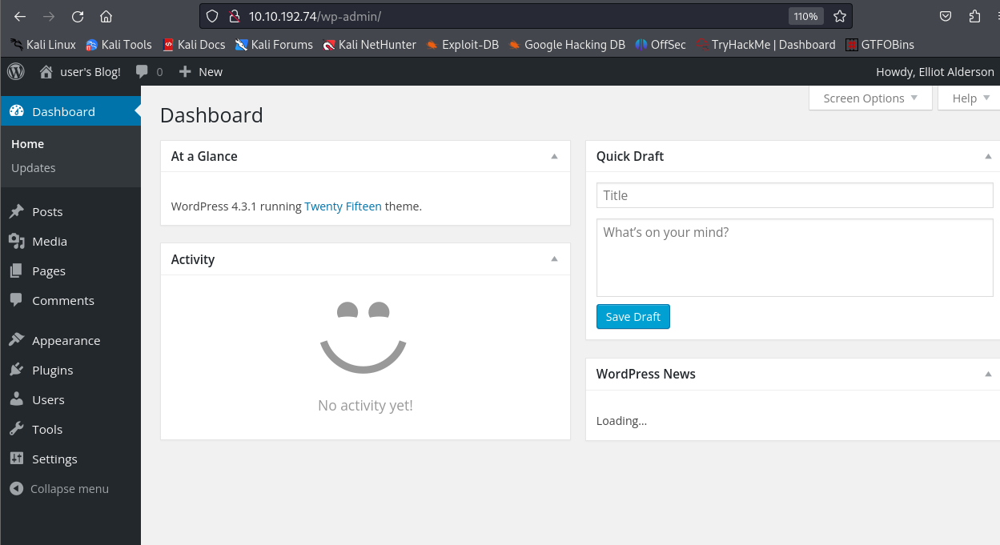 10.10.192.74/wp-admin/ 110%
Kali Linux Kali Tools Kali Docs Kali Forums Kali NetHunter Exploit-DB Google Hacking DB OffSec TryHackMe | Dashboard GTFOBins
user's Blog! 0 New Howdy, Elliot Alderson
Screen Options Help
Dashboard
Home
Updates
Posts
Media
Pages
Comments
Appearance
Plugins
Users
Tools
Settings
Collapse menu
Dashboard
At a Glance
WordPress 4.3.1 running Twenty Fifteen theme.
Activity
No activity yet!
Quick Draft
Title
What's on your mind?
Save Draft
WordPress News
Loading...